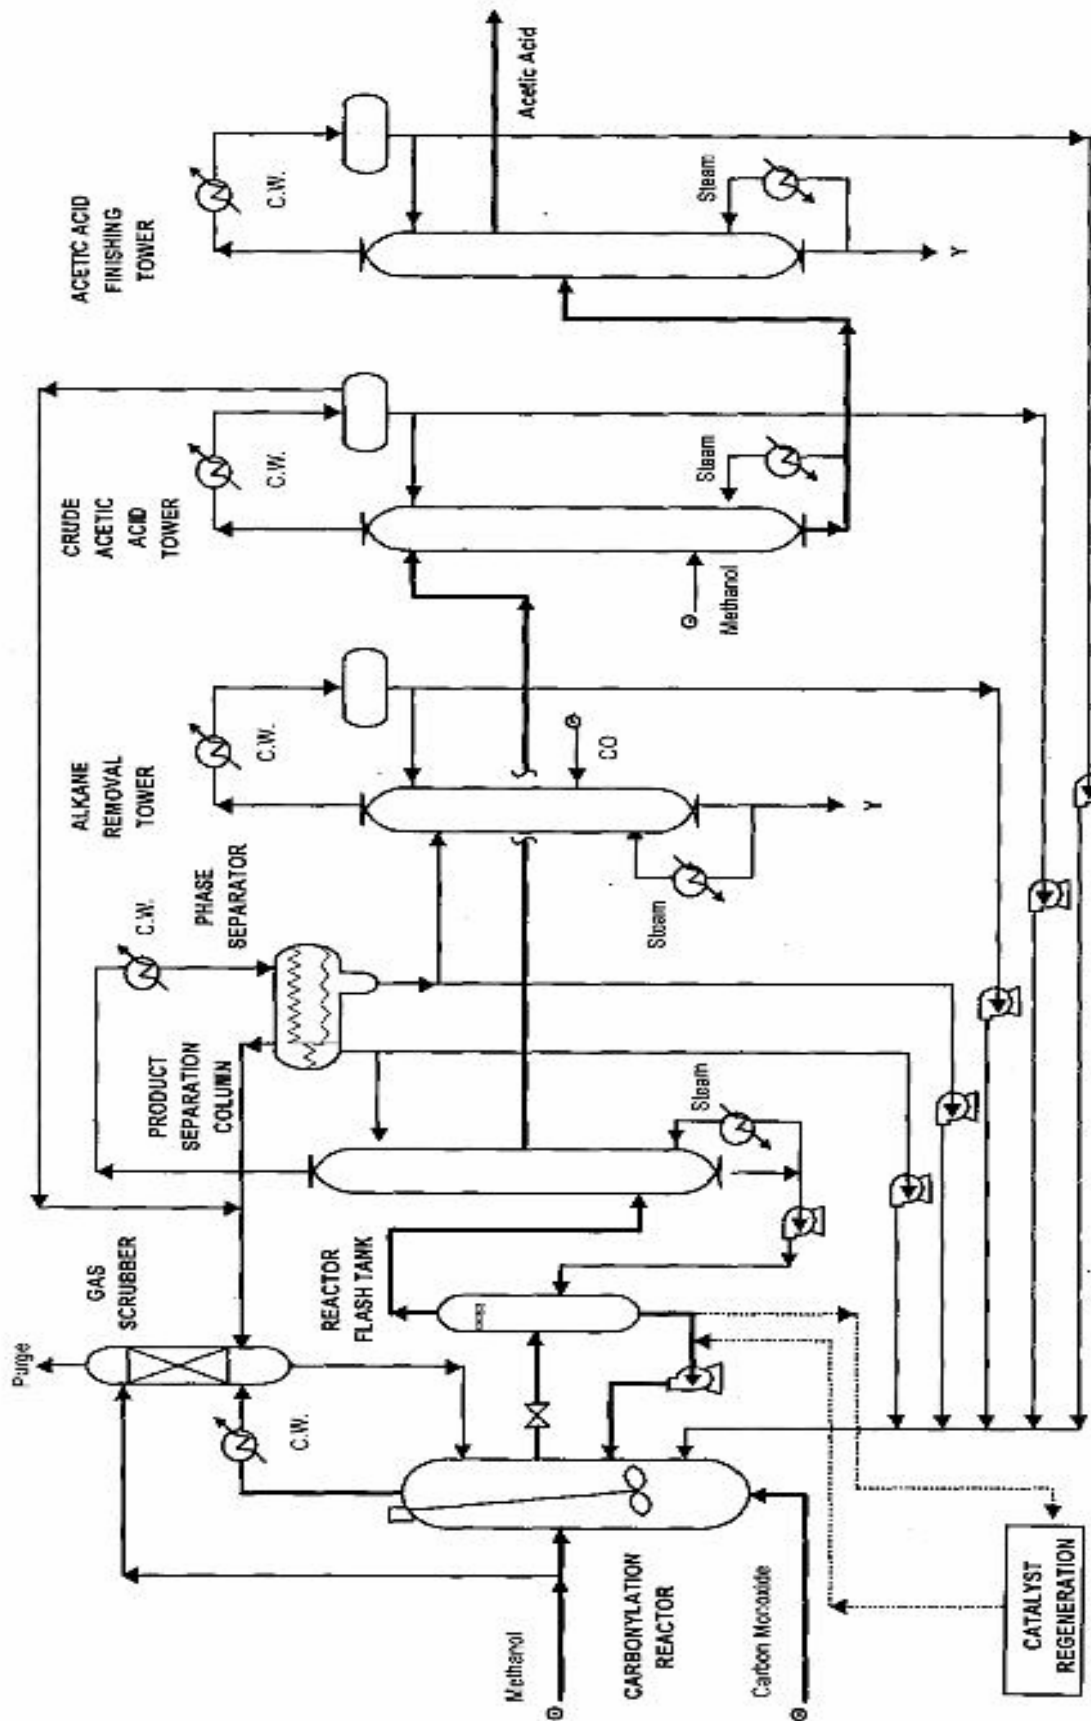 Purge
GAS
SCRUBBER
C.W.
Methanol
CARBONYLATION
REACTOR
Carbon Monoxide
CATALYST
REGENERATION
REACTOR
FLASH TANK
PRODUCT
SEPARATION
COLUMN
Steam
C.W.
PHASE
SEPARATOR
ALKANE
REMOVAL
TOWER
C.W.
CO
Steam
Y
CRUDE
ACETIC
ACID
TOWER
C.W.
Steam
Methanol
ACETIC ACID
FINISHING
TOWER
C.W.
Steam
Y
Acetic Acid